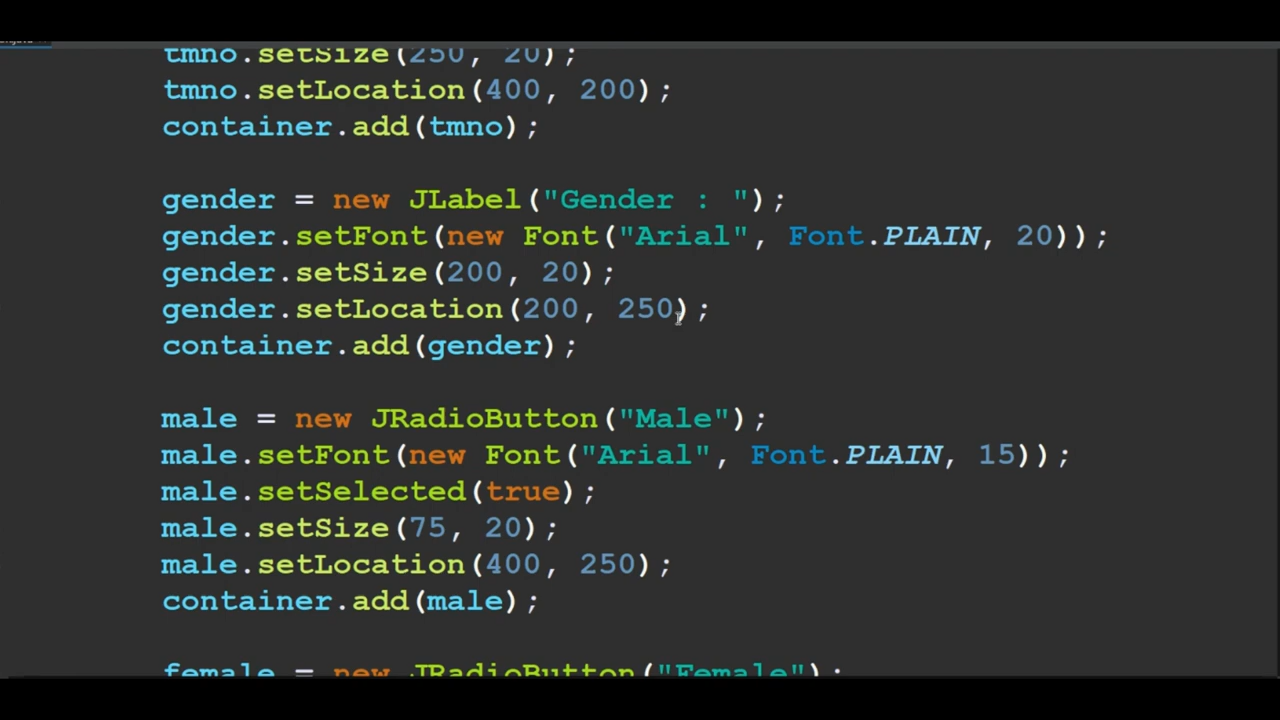 tmno.setSize(250, 20);
tmno.setLocation(400, 200);
container.add(tmno);
gender = new JLabel("Gender : ");
gender.setFont(new Font("Arial", Font.PLAIN, 20));
gender.setSize(200, 20);
gender.setLocation(200, 250);
container.add(gender);
male = new JRadioButton("Male");
male.setFont(new Font("Arial", Font.PLAIN, 15));
male.setSelected(true);
male.setSize(75, 20);
male.setLocation(400, 250);
container.add(male);
female = new JRadioButton("Female");